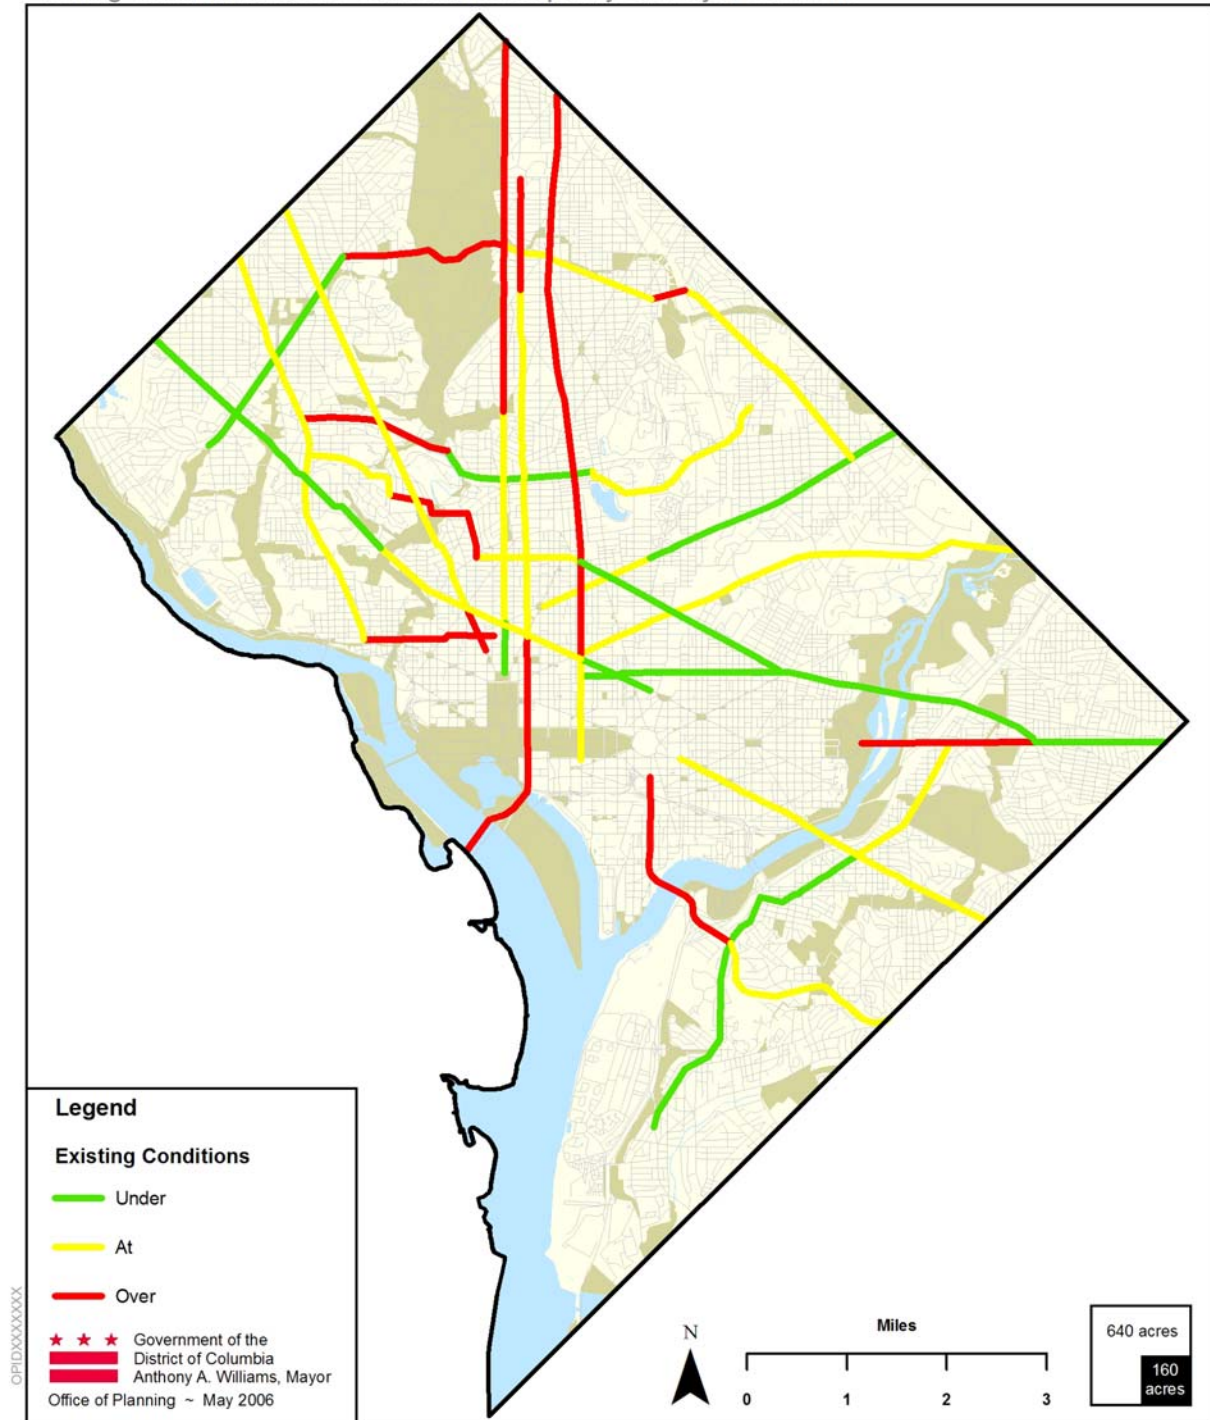 Legend
Existing Conditions
Under
At
Over
Government of the
District of Columbia
Anthony A. Williams, Mayor
Office of Planning ~ May 2006
OPIDXXXXXXX
N
Miles
0 1 2 3
640 acres
160
acres